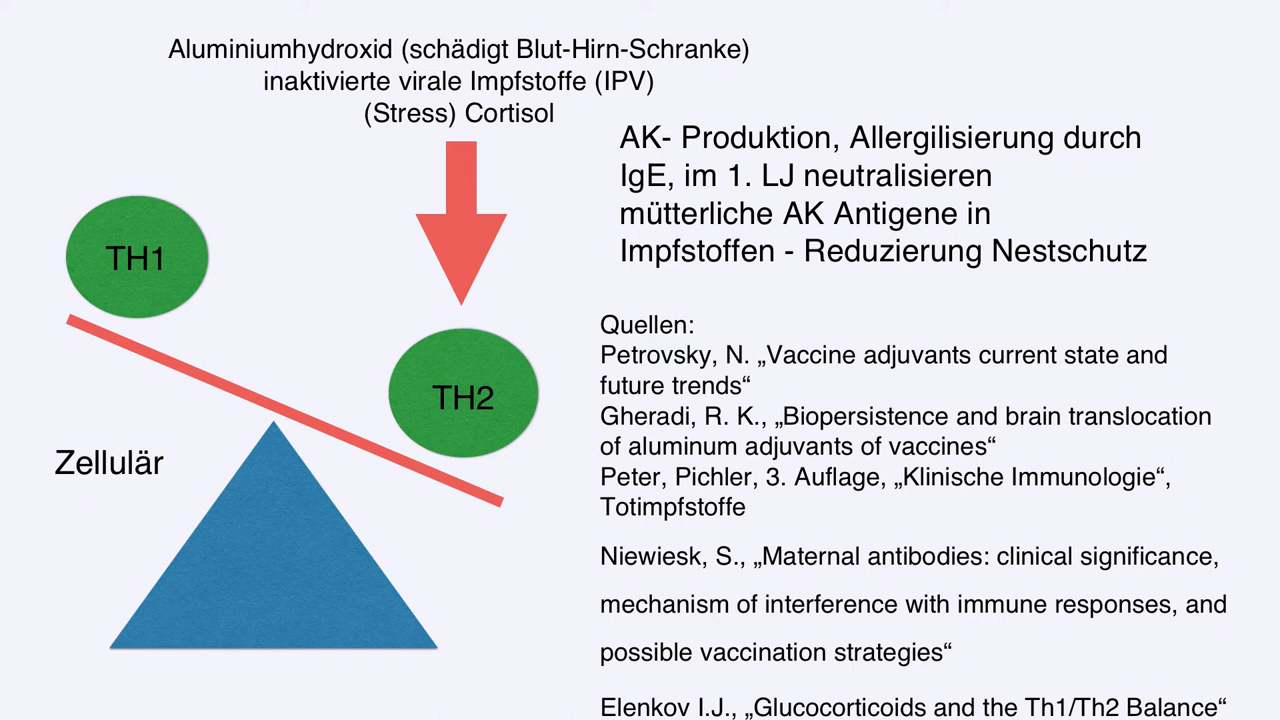 Aluminiumhydroxid (schädigt Blut-Hirn-Schranke)
inaktivierte virale Impfstoffe (IPV)
(Stress) Cortisol
AK- Produktion, Allergilisierung durch
IgE, im 1. LJ neutralisieren
mütterliche AK Antigene in
Impfstoffen - Reduzierung Nestschutz
TH1
TH2
Zellulär
Quellen:
Petrovsky, N. „Vaccine adjuvants current state and
future trends“
Gheradi, R. K., „Biopersistence and brain translocation
of aluminum adjuvants of vaccines“
Peter, Pichler, 3. Auflage, „Klinische Immunologie“,
Totimpfstoffe
Niewiesk, S., „Maternal antibodies: clinical significance,
mechanism of interference with immune responses, and
possible vaccination strategies“
Elenkov I.J., „Glucocorticoids and the Th1/Th2 Balance“